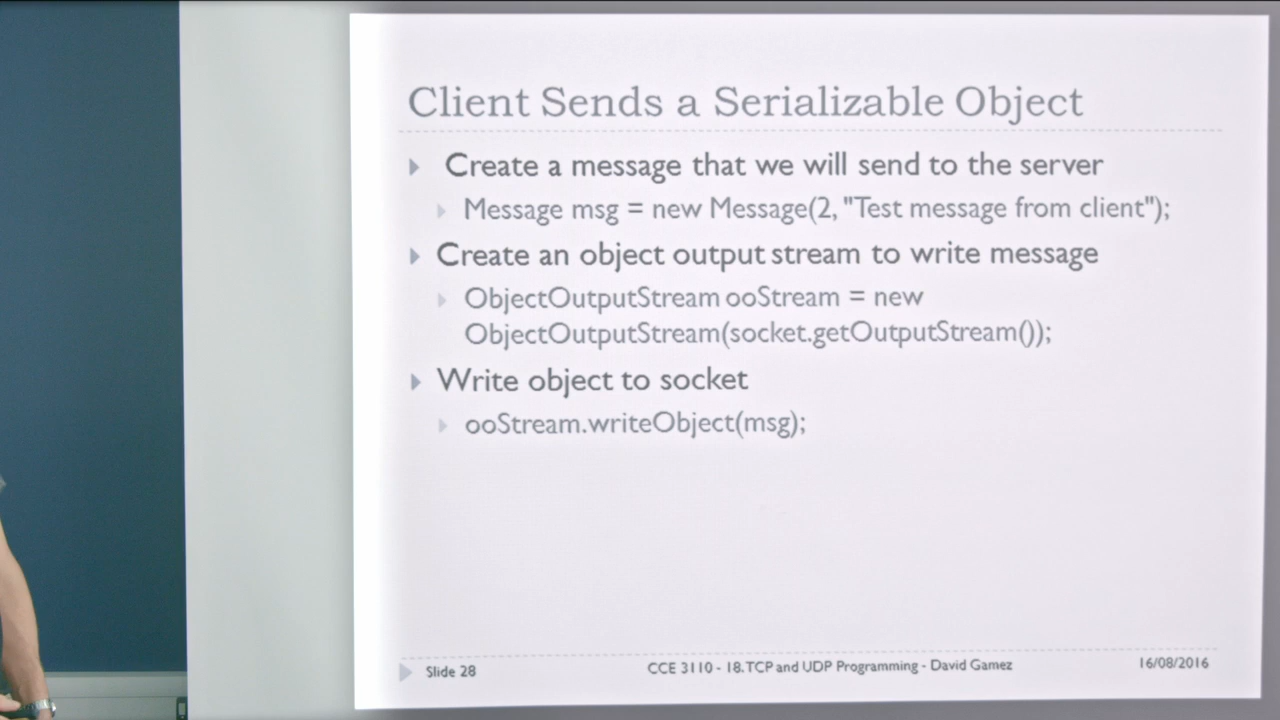 Client Sends a Serializable Object
Create a message that we will send to the server
Message msg = new Message(2, "Test message from client");
Create an object output stream to write message
ObjectOutputStream ooStream = new
ObjectOutputStream(socket.getOutputStream());
Write object to socket
ooStream.writeObject(msg);
Slide 28
CCE 3110 - 18. TCP and UDP Programming - David Gamez
16/08/2016